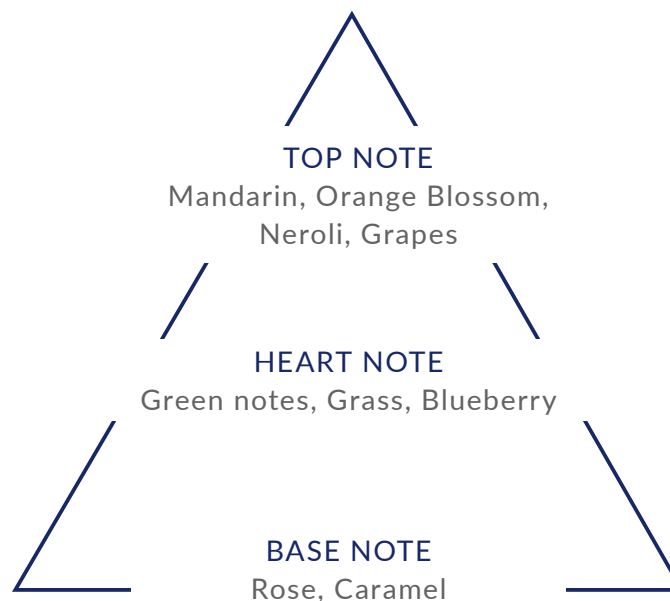 TOP NOTE
Mandarin, Orange Blossom,
Neroli, Grapes
HEART NOTE
Green notes, Grass, Blueberry
BASE NOTE
Rose, Caramel